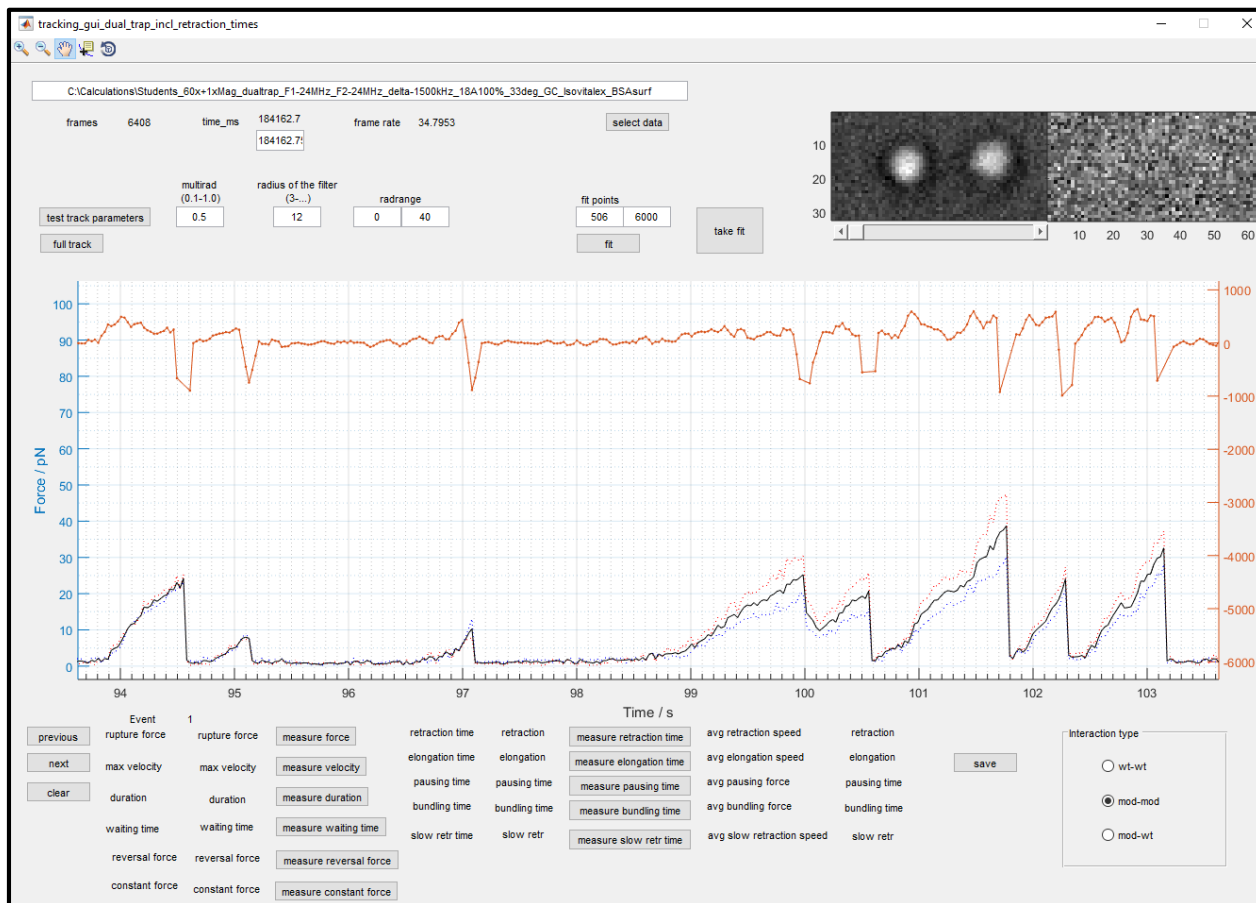 tracking_gui_dual_trap_incl_retraction_times
C:\Calculations\Students_60x+1xMag_dualtrap_F1-24MHz_F2-24MHz_delta-1500kHz_18A100%_33deg_GC_Isovitalex_BSAsurf
frames 6408 time_ms 184162.7 frame rate 34.7953 select data
184162.7
multirad (0.1-1.0) radius of the filter (3-...) radrange fit points
test track parameters 0.5 12 0 40 506 6000 take fit
full track fit
10
20
30
10 20 30 40 50 60
100
90
80
70
60
50
40
30
20
10
0
Force / pN
1000
0
-1000
-2000
-3000
-4000
-5000
-6000
94 95 96 97 98 99 100 101 102 103
Time / s
Event 1
previous rupture force rupture force measure force retraction time retraction measure retraction time avg retraction speed retraction
next max velocity max velocity measure velocity elongation time elongation measure elongation time avg elongation speed elongation save
clear duration duration measure duration pausing time pausing time measure pausing time avg pausing force pausing time
waiting time waiting time measure waiting time bundling time bundling time measure bundling time avg bundling force bundling time
reversal force reversal force measure reversal force slow retr time slow retr measure slow retr time avg slow retraction speed slow retr
constant force constant force measure constant force
Interaction type
wt-wt
mod-mod
mod-wt